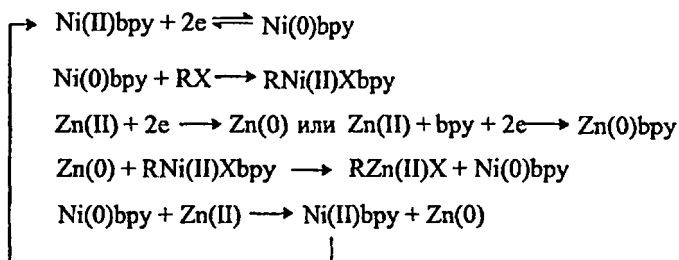 Ni(II)bpy + 2e ⇌ Ni(0)bpy
Ni(0)bpy + RX → RNi(II)Xbpy
Zn(II) + 2e → Zn(0) или Zn(II) + bpy + 2e → Zn(0)bpy
Zn(0) + RNi(II)Xbpy → RZn(II)X + Ni(0)bpy
Ni(0)bpy + Zn(II) → Ni(II)bpy + Zn(0)